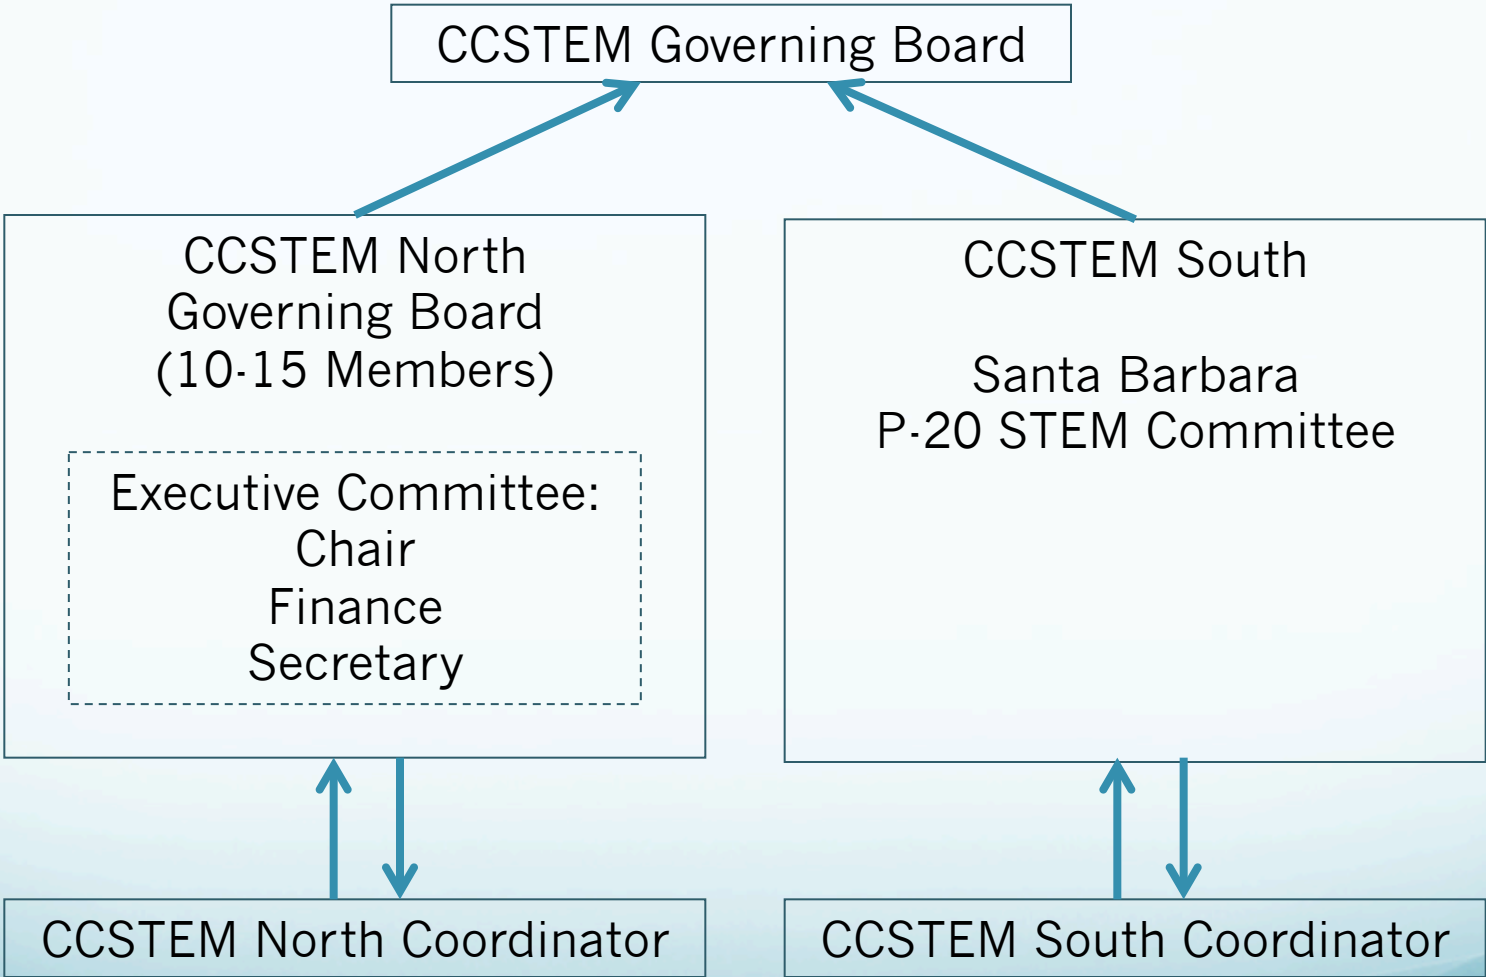 CCSTEM Governing Board
CCSTEM North
Governing Board
(10-15 Members)
Executive Committee:
Chair
Finance
Secretary
CCSTEM South
Santa Barbara
P-20 STEM Committee
CCSTEM North Coordinator
CCSTEM South Coordinator